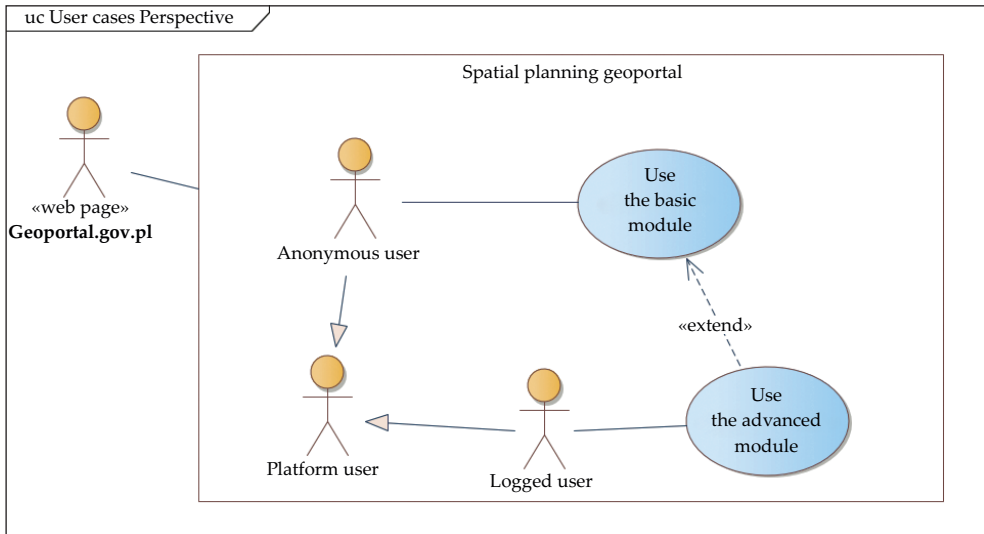 uc User cases Perspective
Spatial planning geoportal
«web page»
Geoportal.gov.pl
Anonymous user
Use
the basic
module
«extend»
Platform user
Logged user
Use
the advanced
module